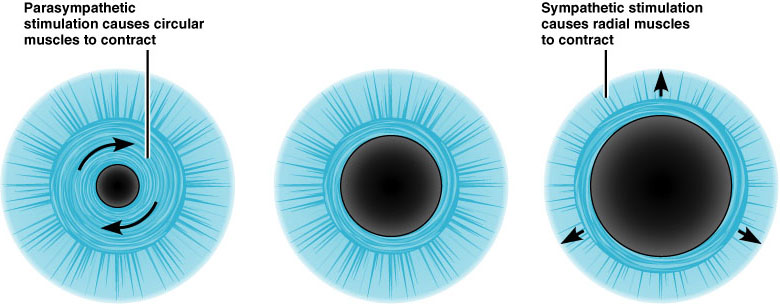 Parasympathetic
stimulation causes circular
muscles to contract
Sympathetic stimulation
causes radial muscles
to contract